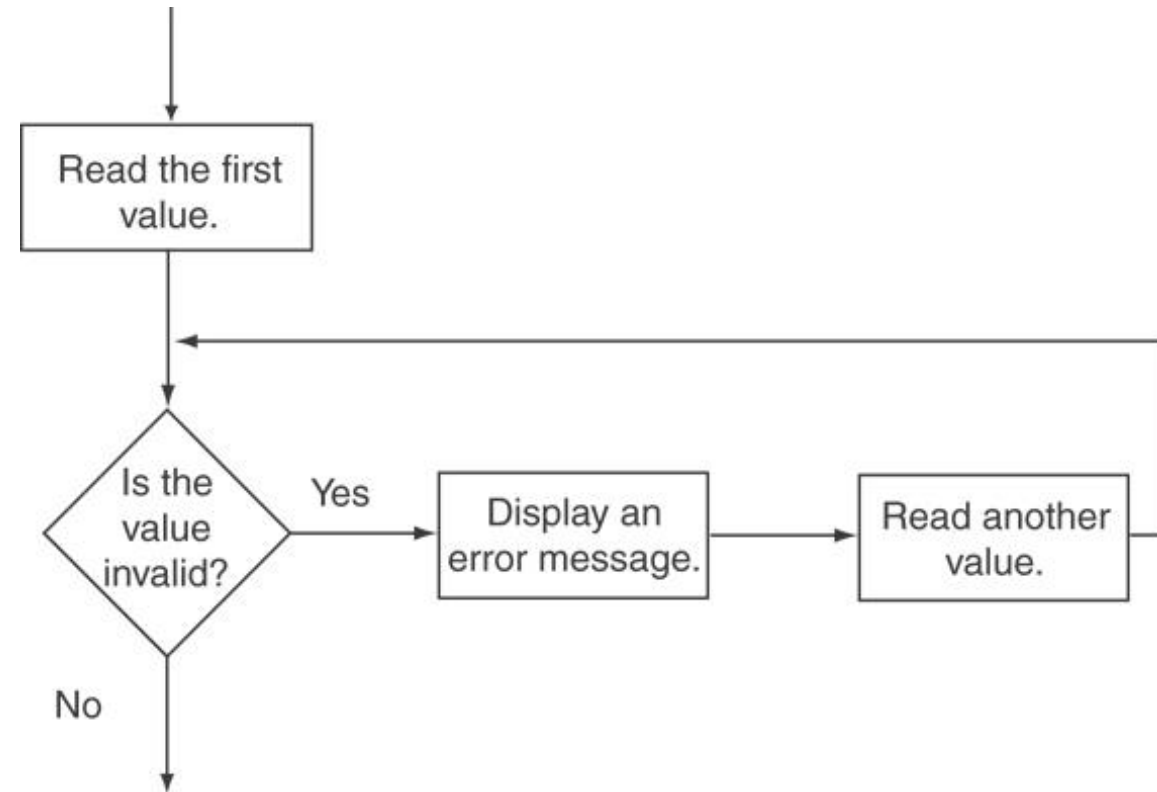 Read the first
value.
Is the
value
invalid?
Yes
Display an
error message.
Read another
value.
No